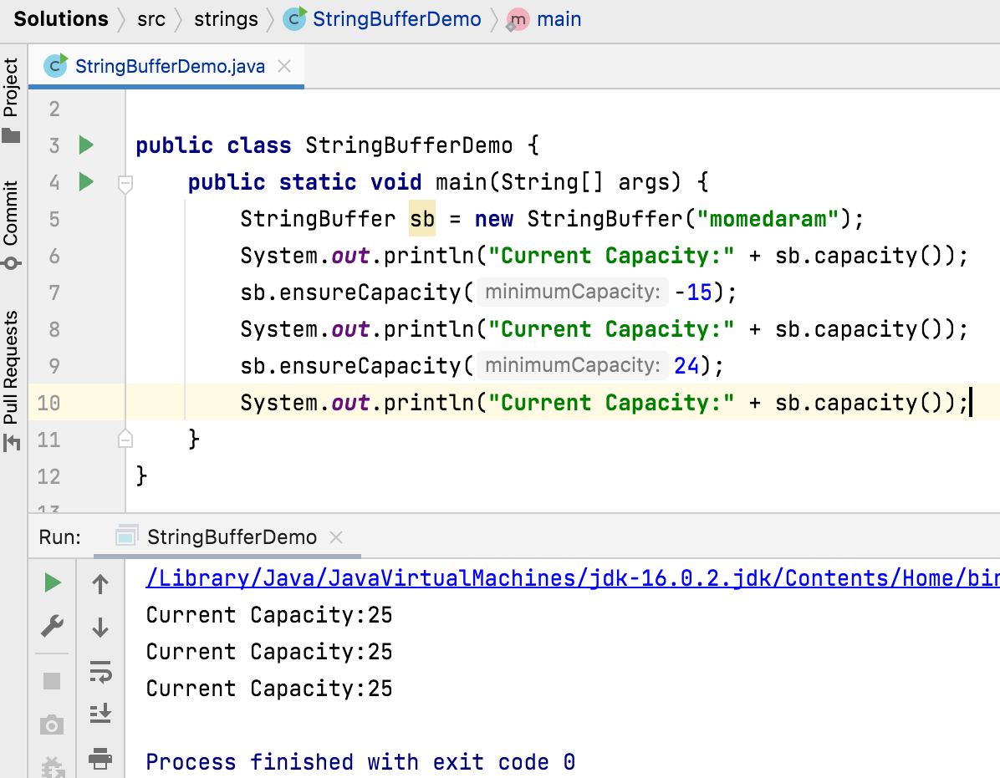 Solutions src strings StringBufferDemo main
StringBufferDemo.java
Project
Commit
Pull Requests
2
3 public class StringBufferDemo {
4 public static void main(String[] args) {
5 StringBuffer sb = new StringBuffer("momedaram");
6 System.out.println("Current Capacity:" + sb.capacity());
7 sb.ensureCapacity( minimumCapacity: -15);
8 System.out.println("Current Capacity:" + sb.capacity());
9 sb.ensureCapacity( minimumCapacity: 24);
10 System.out.println("Current Capacity:" + sb.capacity());
11 }
12 }
13
Run: StringBufferDemo
/Library/Java/JavaVirtualMachines/jdk-16.0.2.jdk/Contents/Home/bin
Current Capacity:25
Current Capacity:25
Current Capacity:25
Process finished with exit code 0